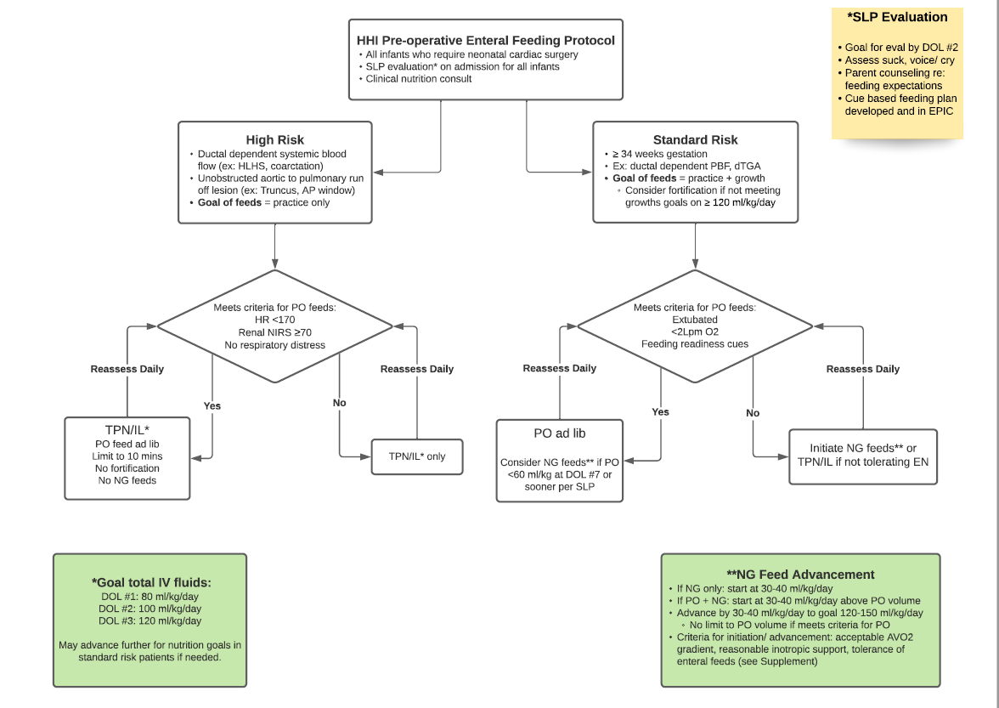 HHI Pre-operative Enteral Feeding Protocol
• All infants who require neonatal cardiac surgery
• SLP evaluation* on admission for all infants
• Clinical nutrition consult
*SLP Evaluation
• Goal for eval by DOL #2
• Assess suck, voice/ cry
• Parent counseling re:
feeding expectations
• Cue based feeding plan
developed and in EPIC
High Risk
• Ductal dependent systemic blood
flow (ex: HLHS, coarctation)
• Unobstructed aortic to pulmonary run
off lesion (ex: Truncus, AP window)
• Goal of feeds = practice only
Standard Risk
• ≥ 34 weeks gestation
• Ex: ductal dependent PBF, dTGA
• Goal of feeds = practice + growth
◦ Consider fortification if not meeting
growths goals on ≥ 120 ml/kg/day
Meets criteria for PO feeds:
HR <170
Renal NIRS ≥70
No respiratory distress
Reassess Daily
Yes
No
Reassess Daily
TPN/IL*
PO feed ad lib
Limit to 10 mins
No fortification
No NG feeds
TPN/IL* only
Meets criteria for PO feeds:
Extubated
<2Lpm O2
Feeding readiness cues
Reassess Daily
Yes
No
Reassess Daily
PO ad lib
Consider NG feeds** if PO
<60 ml/kg at DOL #7 or
sooner per SLP
Initiate NG feeds** or
TPN/IL if not tolerating EN
*Goal total IV fluids:
DOL #1: 80 ml/kg/day
DOL #2: 100 ml/kg/day
DOL #3: 120 ml/kg/day
May advance further for nutrition goals in
standard risk patients if needed.
**NG Feed Advancement
• If NG only: start at 30-40 ml/kg/day
• If PO + NG: start at 30-40 ml/kg/day above PO volume
• Advance by 30-40 ml/kg/day to goal 120-150 ml/kg/day
◦ No limit to PO volume if meets criteria for PO
• Criteria for initiation/ advancement: acceptable AVO2
gradient, reasonable inotropic support, tolerance of
enteral feeds (see Supplement)